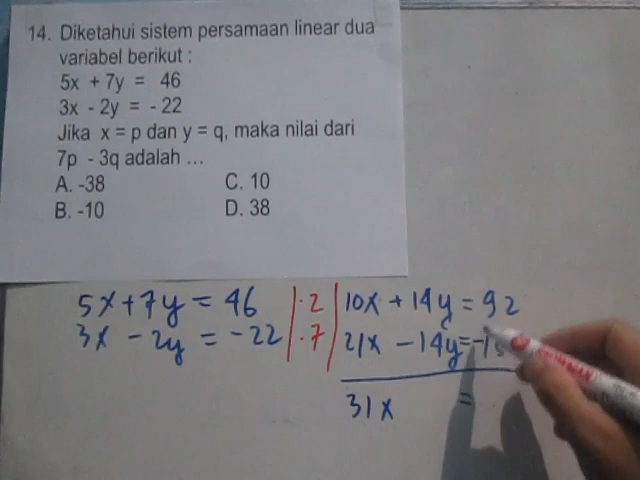 14. Diketahui sistem persamaan linear dua
variabel berikut :
5x + 7y = 46
3x - 2y = - 22
Jika x = p dan y = q, maka nilai dari
7p - 3q adalah ...
A. -38 C. 10
B. -10 D. 38
5x + 7y = 46 | . 2 | 10x + 14y = 92
3x - 2y = -22 | . 7 | 21x - 14y = -1
31x =